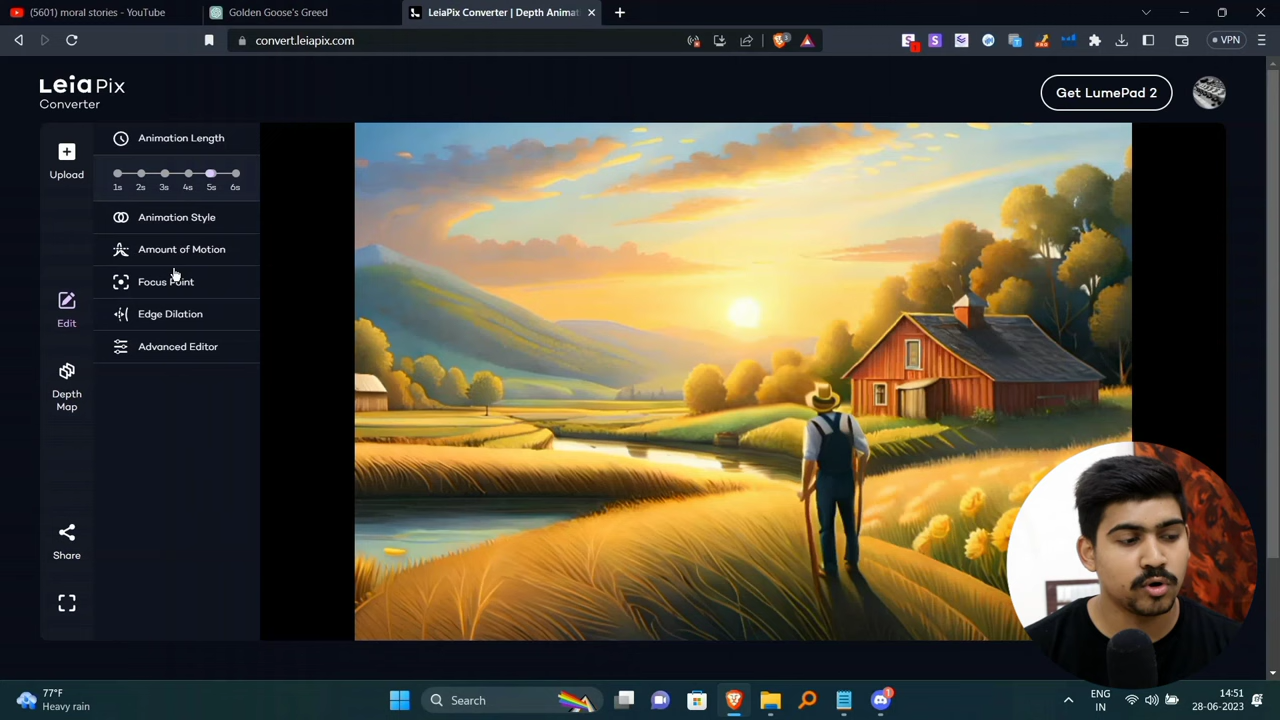 (5601) moral stories - YouTube
Golden Goose's Greed
LeiaPix Converter | Depth Animat
convert.leiapix.com
VPN
LeiaPix
Converter
Get LumePad 2
Upload
Edit
Depth
Map
Share
Animation Length
1s 2s 3s 4s 5s 6s
Animation Style
Amount of Motion
Focus Point
Edge Dilation
Advanced Editor
77°F
Heavy rain
Search
ENG
IN
14:51
28-06-2023